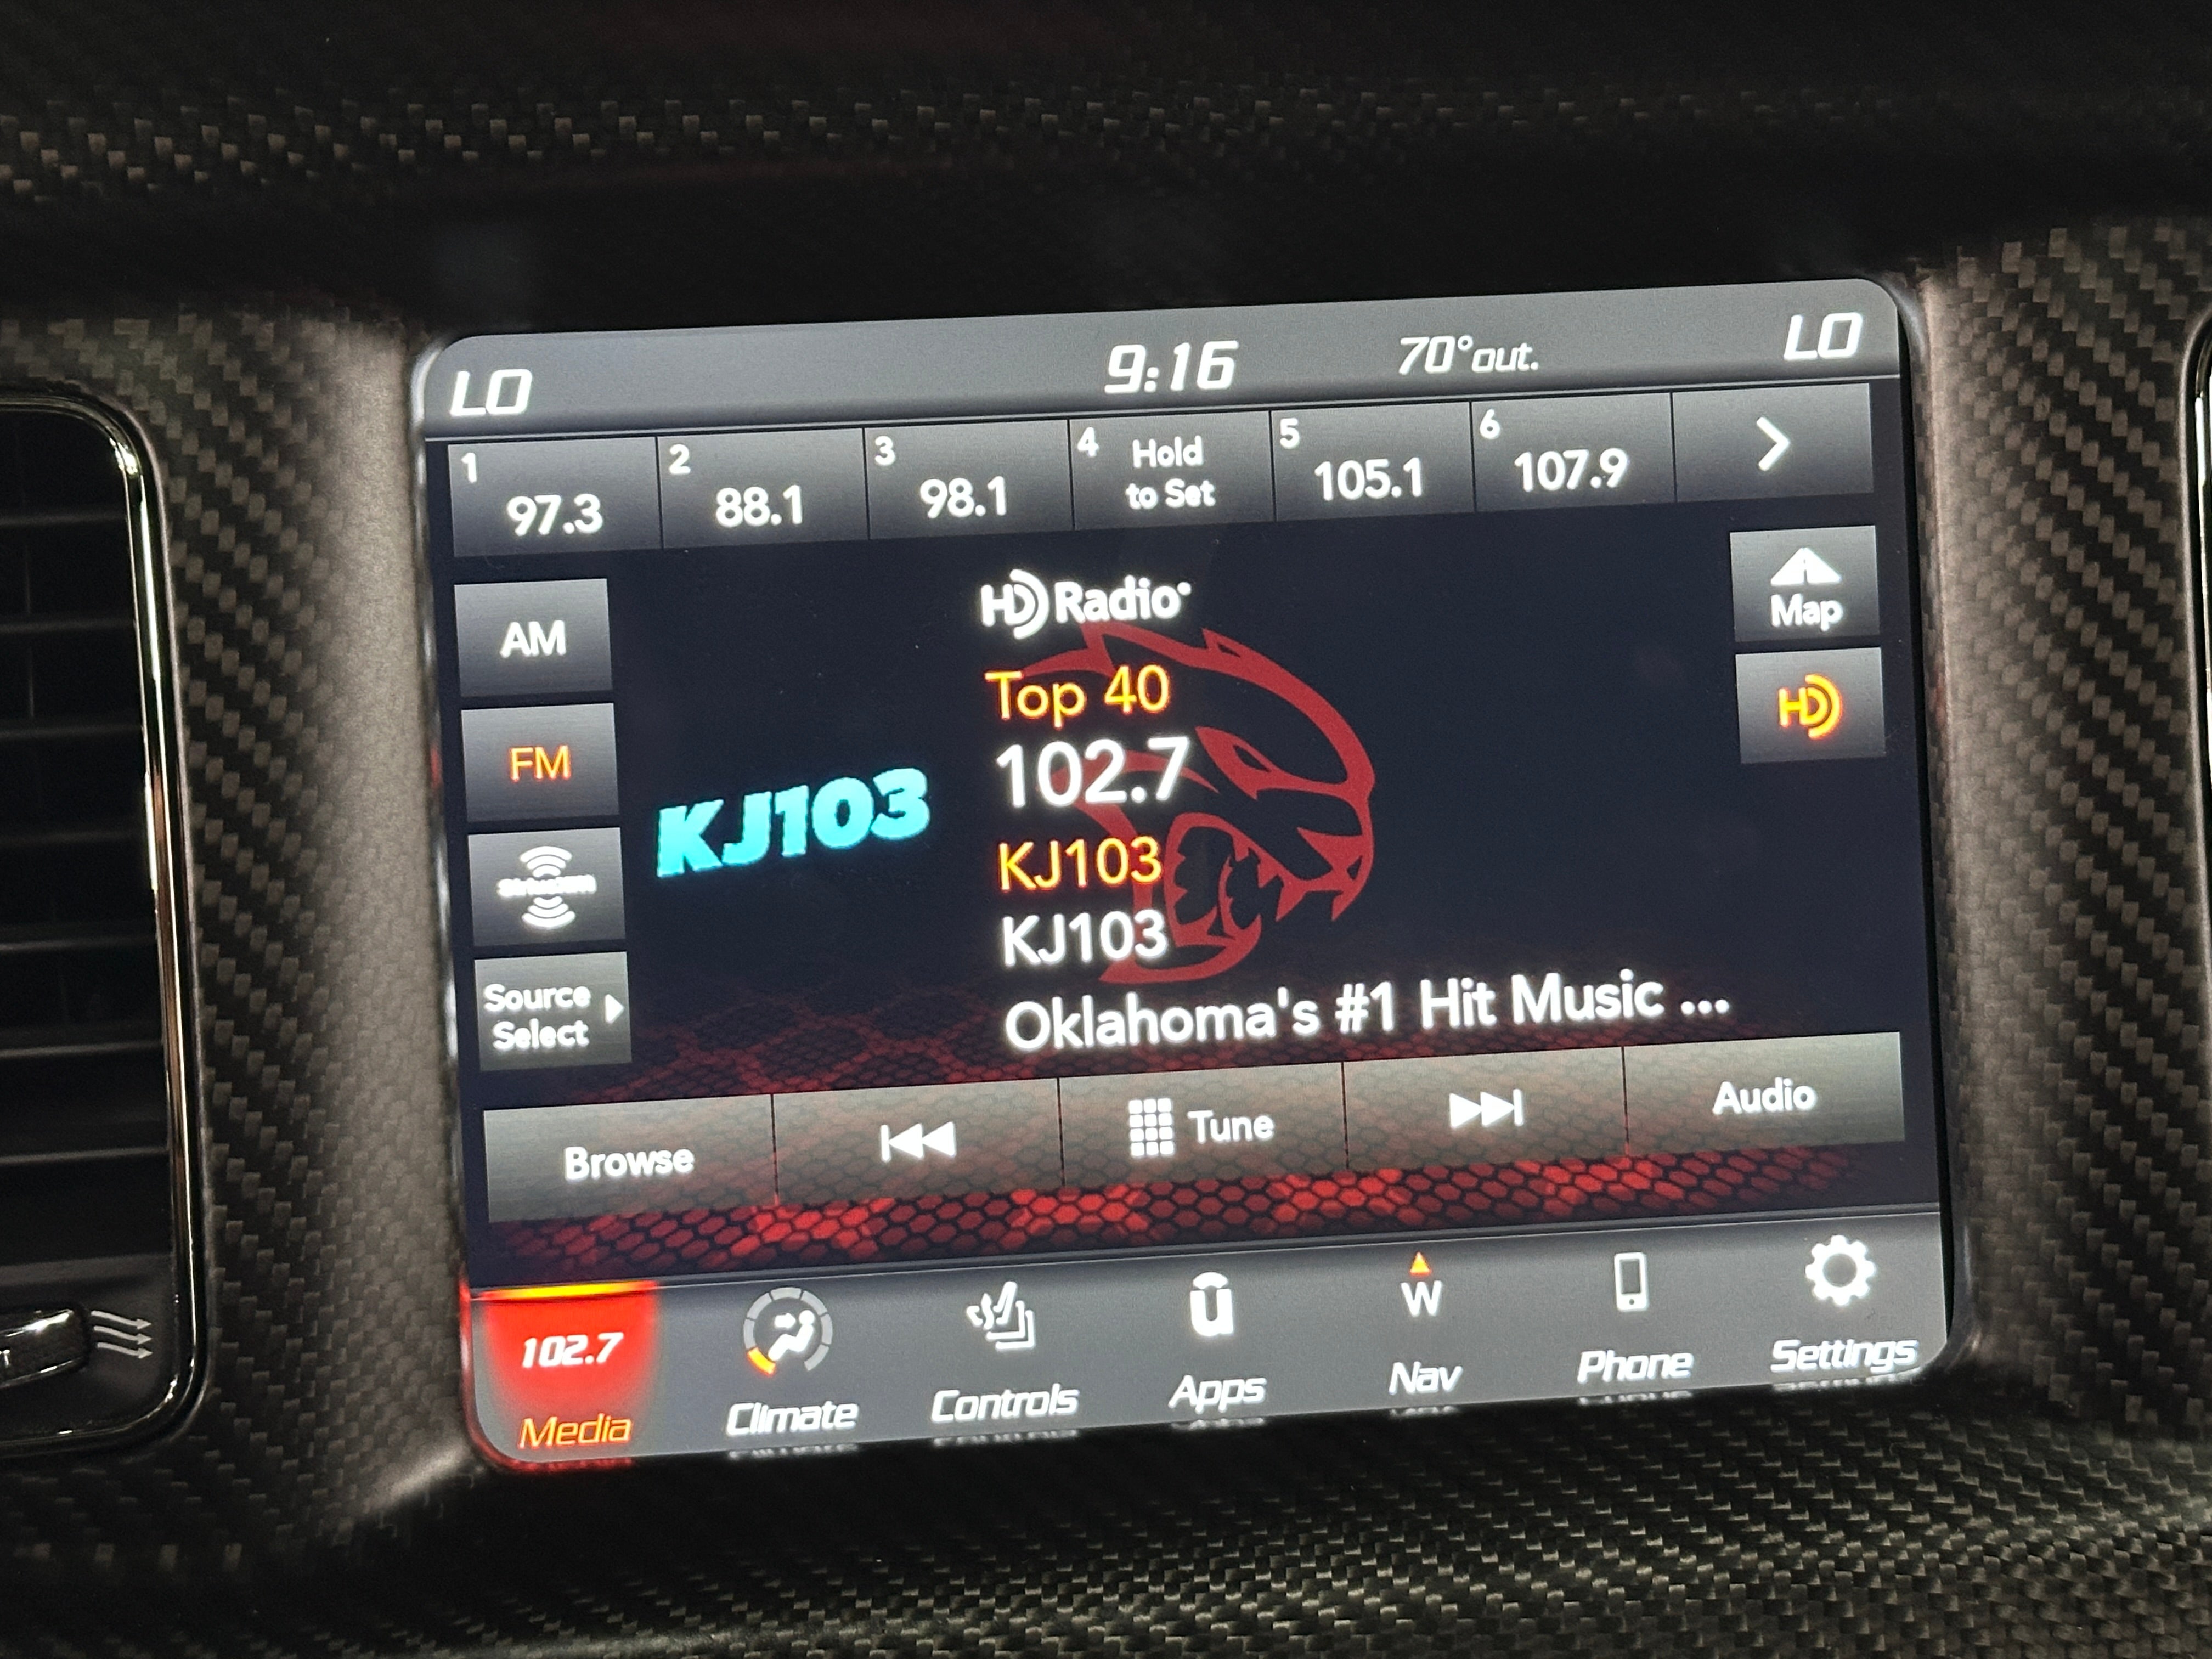 LO 9:16 70°out. LO
1 97.3 2 88.1 3 98.1 4 Hold to Set 5 105.1 6 107.9
HD Radio
Map
AM
Top 40
HD
FM
102.7
KJ103
KJ103
KJ103
Source Select
Oklahoma's #1 Hit Music ...
Browse Tune Audio
102.7 W
Media Climate Controls Apps Nav Phone Settings